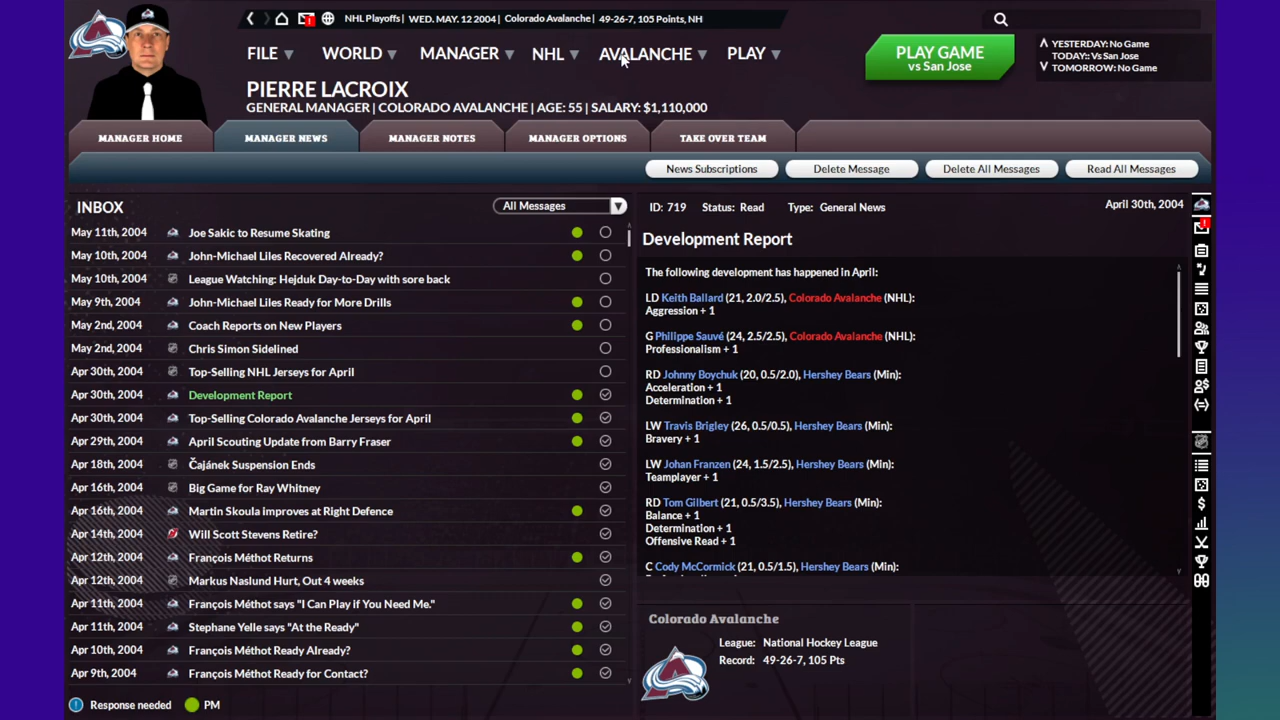 NHL Playoffs | WED. MAY. 12 2004 | Colorado Avalanche | 49-26-7, 105 Points, NH
FILE WORLD MANAGER NHL AVALANCHE PLAY
PLAY GAME
vs San Jose
YESTERDAY: No Game
TODAY:: Vs San Jose
TOMORROW: No Game
PIERRE LACROIX
GENERAL MANAGER | COLORADO AVALANCHE | AGE: 55 | SALARY: $1,110,000
MANAGER HOME MANAGER NEWS MANAGER NOTES MANAGER OPTIONS TAKE OVER TEAM
News Subscriptions Delete Message Delete All Messages Read All Messages
INBOX All Messages
May 11th, 2004 Joe Sakic to Resume Skating
May 10th, 2004 John-Michael Liles Recovered Already?
May 10th, 2004 League Watching: Hejduk Day-to-Day with sore back
May 9th, 2004 John-Michael Liles Ready for More Drills
May 2nd, 2004 Coach Reports on New Players
May 2nd, 2004 Chris Simon Sidelined
Apr 30th, 2004 Top-Selling NHL Jerseys for April
Apr 30th, 2004 Development Report
Apr 30th, 2004 Top-Selling Colorado Avalanche Jerseys for April
Apr 29th, 2004 April Scouting Update from Barry Fraser
Apr 18th, 2004 Čajánek Suspension Ends
Apr 16th, 2004 Big Game for Ray Whitney
Apr 16th, 2004 Martin Skoula improves at Right Defence
Apr 14th, 2004 Will Scott Stevens Retire?
Apr 12th, 2004 François Méthot Returns
Apr 12th, 2004 Markus Naslund Hurt, Out 4 weeks
Apr 11th, 2004 François Méthot says "I Can Play if You Need Me."
Apr 11th, 2004 Stephane Yelle says "At the Ready"
Apr 10th, 2004 François Méthot Ready Already?
Apr 9th, 2004 François Méthot Ready for Contact?
Response needed PM
ID: 719 Status: Read Type: General News April 30th, 2004
Development Report
The following development has happened in April:
LD Keith Ballard (21, 2.0/2.5), Colorado Avalanche (NHL):
Aggression + 1
G Philippe Sauvé (24, 2.5/2.5), Colorado Avalanche (NHL):
Professionalism + 1
RD Johnny Boychuk (20, 0.5/2.0), Hershey Bears (Min):
Acceleration + 1
Determination + 1
LW Travis Brigley (26, 0.5/0.5), Hershey Bears (Min):
Bravery + 1
LW Johan Franzen (24, 1.5/2.5), Hershey Bears (Min):
Teamplayer + 1
RD Tom Gilbert (21, 0.5/3.5), Hershey Bears (Min):
Balance + 1
Determination + 1
Offensive Read + 1
C Cody McCormick (21, 0.5/1.5), Hershey Bears (Min):
Colorado Avalanche
League: National Hockey League
Record: 49-26-7, 105 Pts